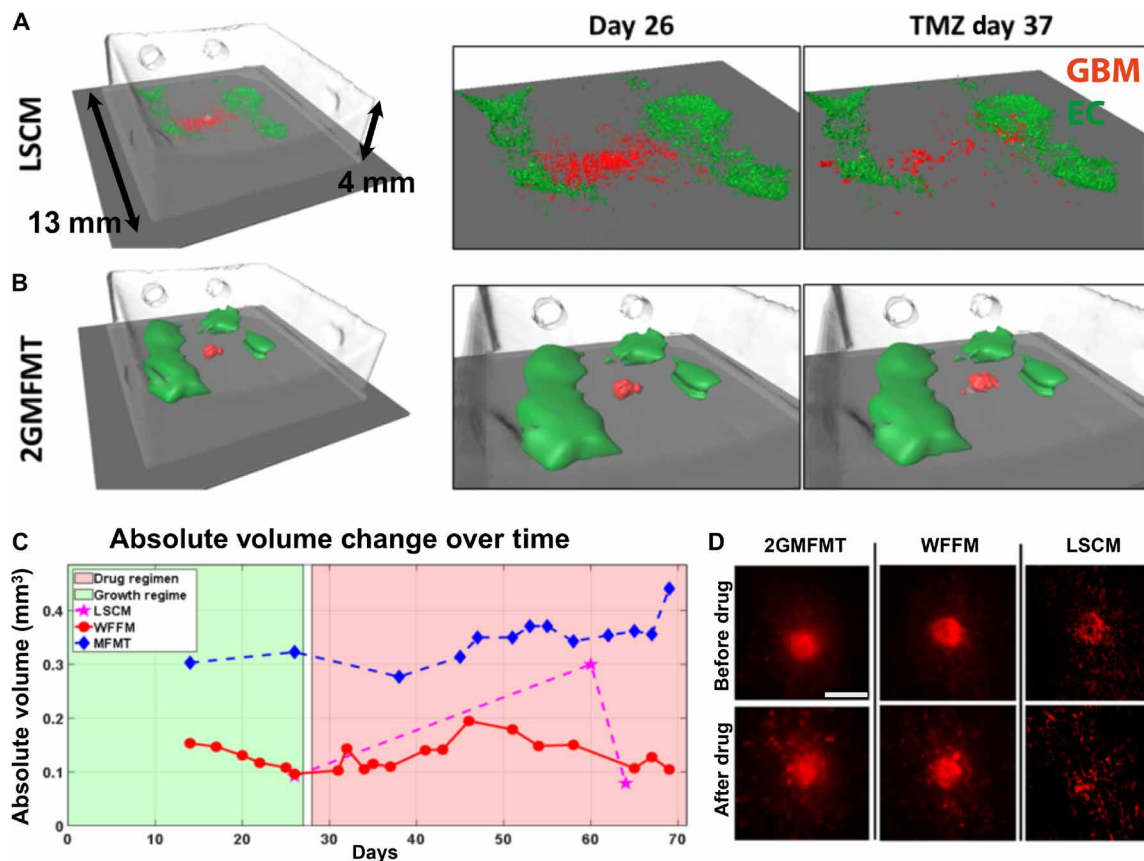 A
Day 26
TMZ day 37
LSCM
GBM
EC
4 mm
13 mm
B
2GMFMT
C
Absolute volume change over time
Absolute volume (mm³)
Drug regimen
Growth regime
LSCM
WFFM
MFMT
0.4
0.3
0.2
0.1
0
0 10 20 30 40 50 60 70
Days
D
2GMFMT WFFM LSCM
Before drug
After drug